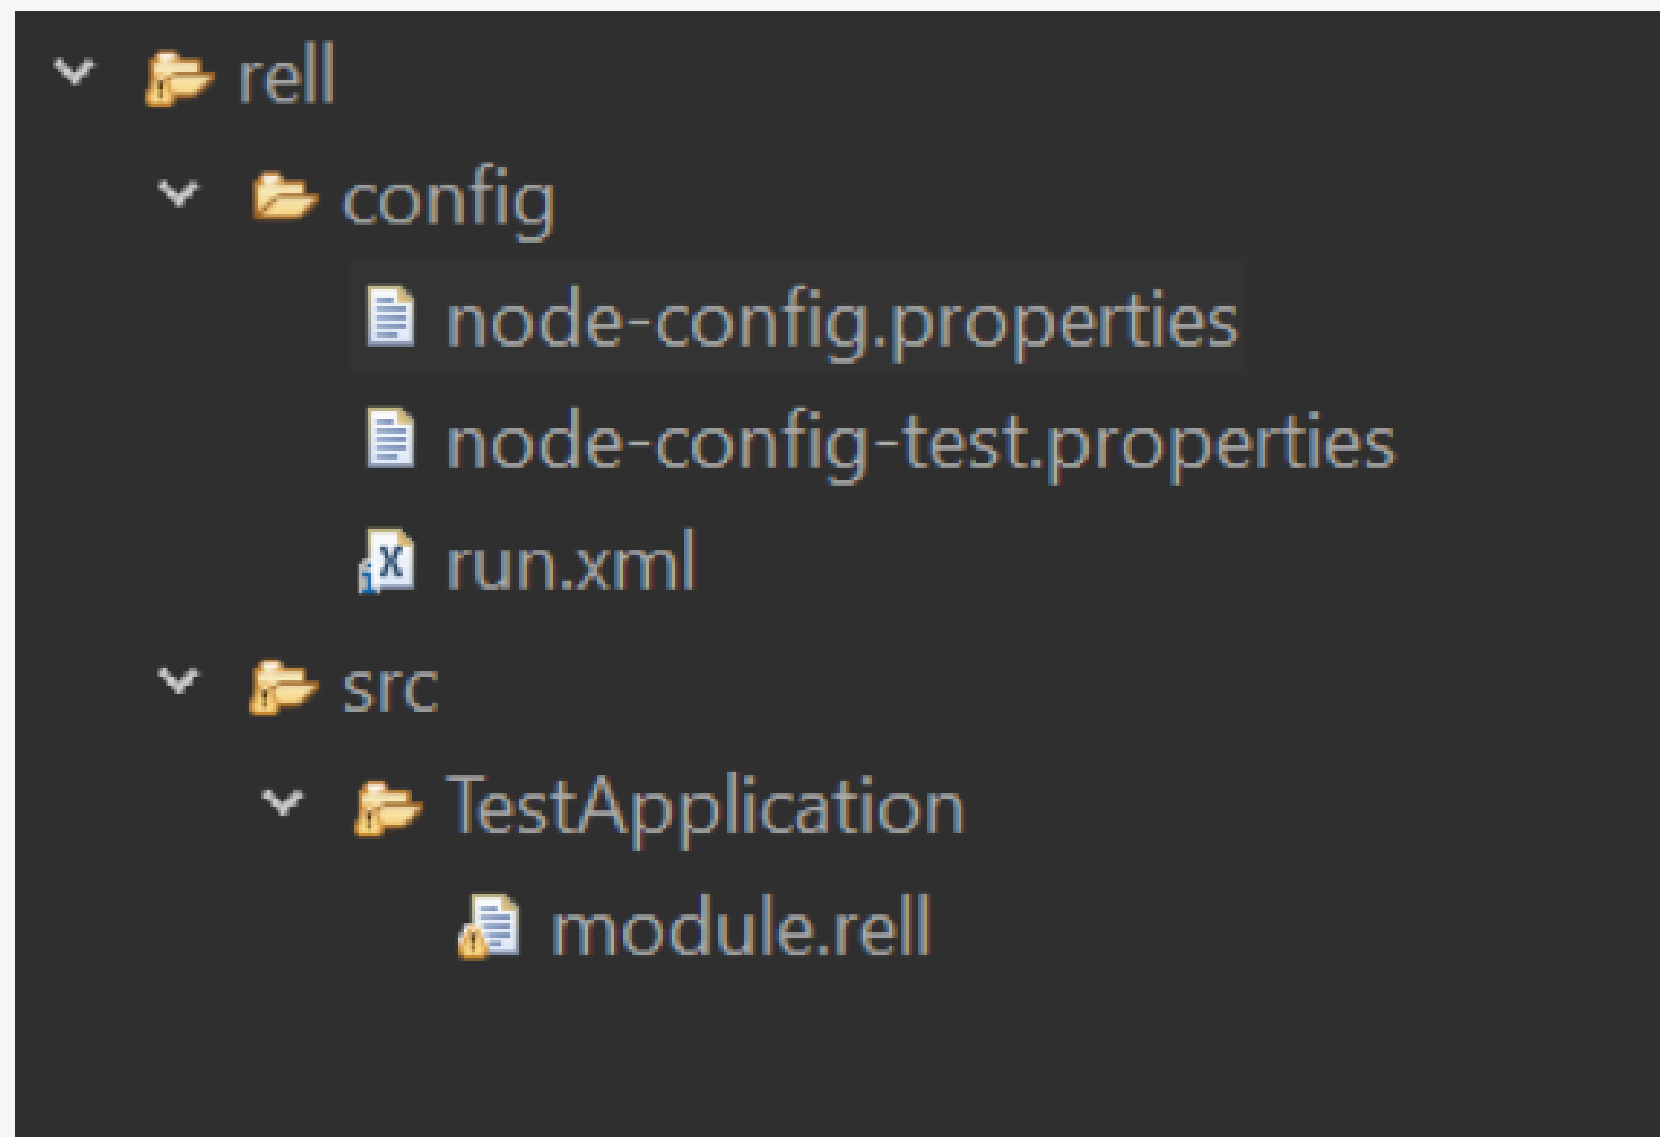 rell
config
node-config.properties
node-config-test.properties
run.xml
src
TestApplication
module.rell